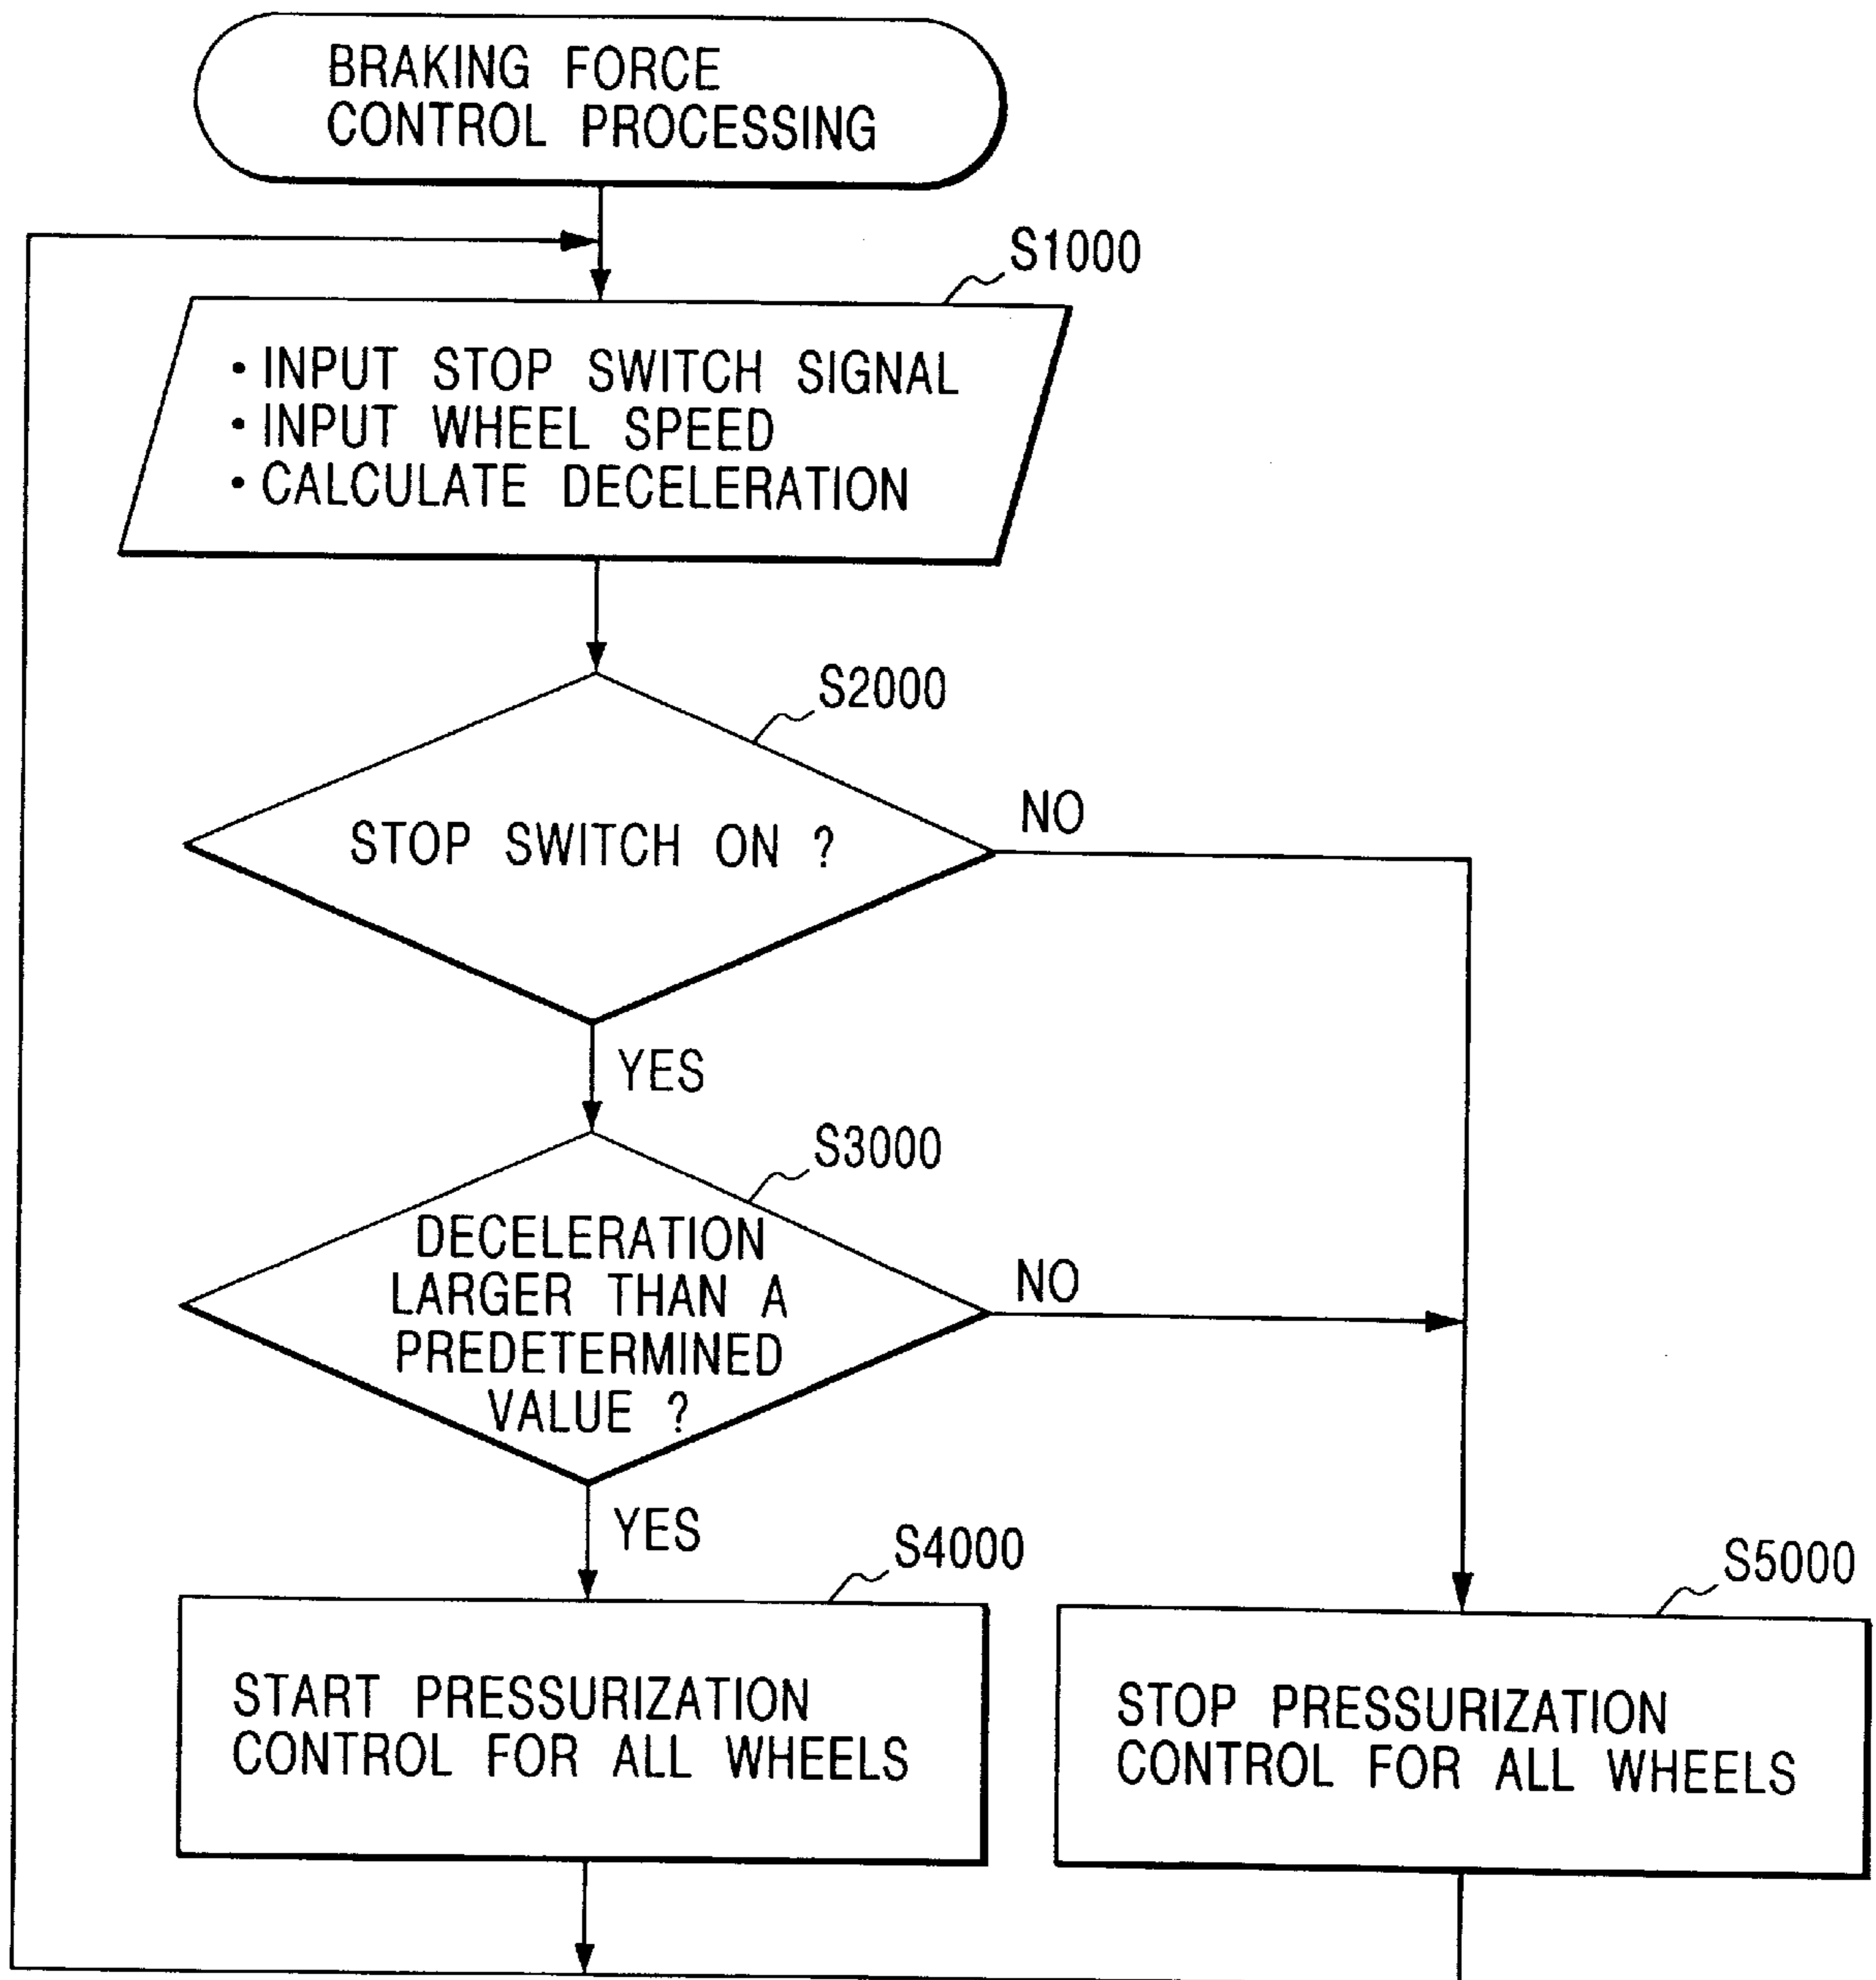 BRAKING FORCE
CONTROL PROCESSING
S1000
• INPUT STOP SWITCH SIGNAL
• INPUT WHEEL SPEED
• CALCULATE DECELERATION
S2000
STOP SWITCH ON ?
NO
YES
S3000
DECELERATION
LARGER THAN A
PREDETERMINED
VALUE ?
NO
YES
S4000
START PRESSURIZATION
CONTROL FOR ALL WHEELS
S5000
STOP PRESSURIZATION
CONTROL FOR ALL WHEELS